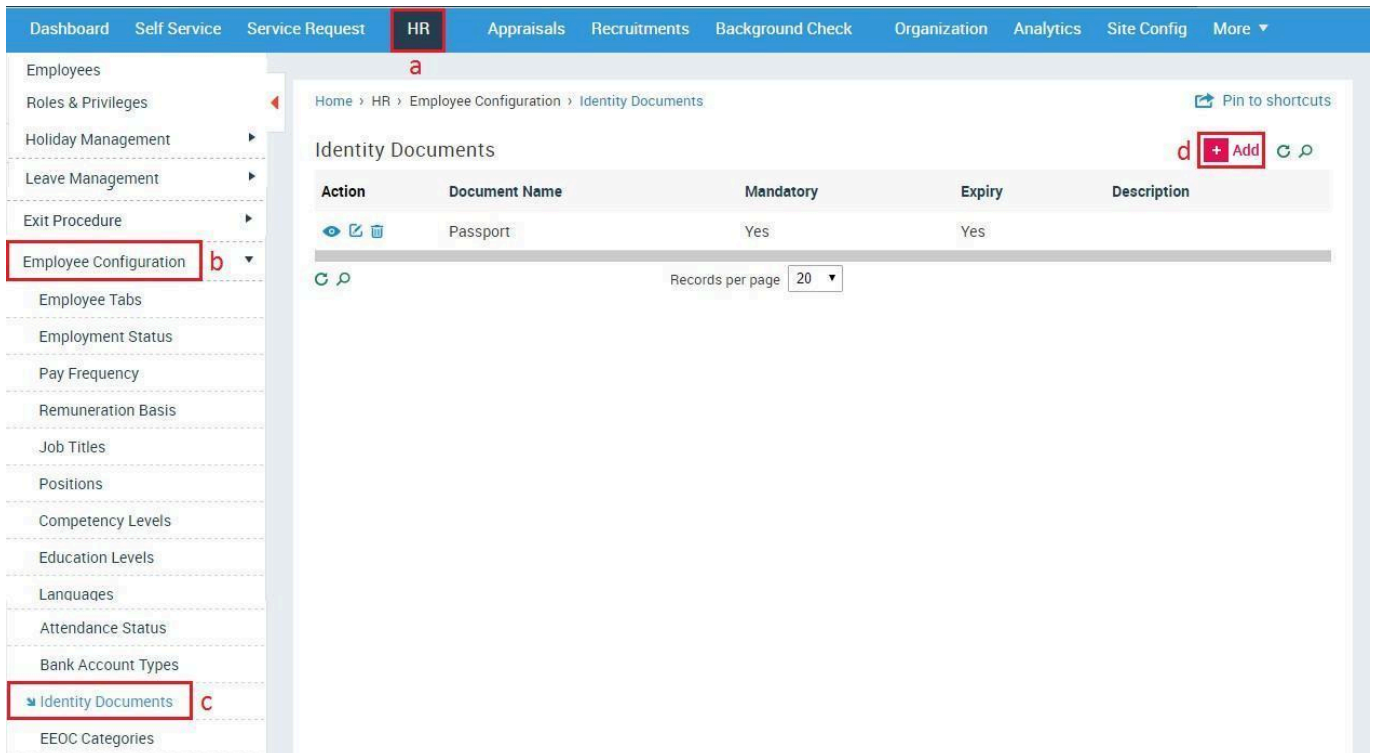 Dashboard Self Service Service Request HR Appraisals Recruitments Background Check Organization Analytics Site Config More
a
Employees
Roles & Privileges
Holiday Management
Leave Management
Exit Procedure
Employee Configuration b
Employee Tabs
Employment Status
Pay Frequency
Remuneration Basis
Job Titles
Positions
Competency Levels
Education Levels
Languages
Attendance Status
Bank Account Types
Identity Documents c
EEOC Categories
Home › HR › Employee Configuration › Identity Documents Pin to shortcuts
Identity Documents d + Add
Action Document Name Mandatory Expiry Description
Passport Yes Yes
Records per page 20